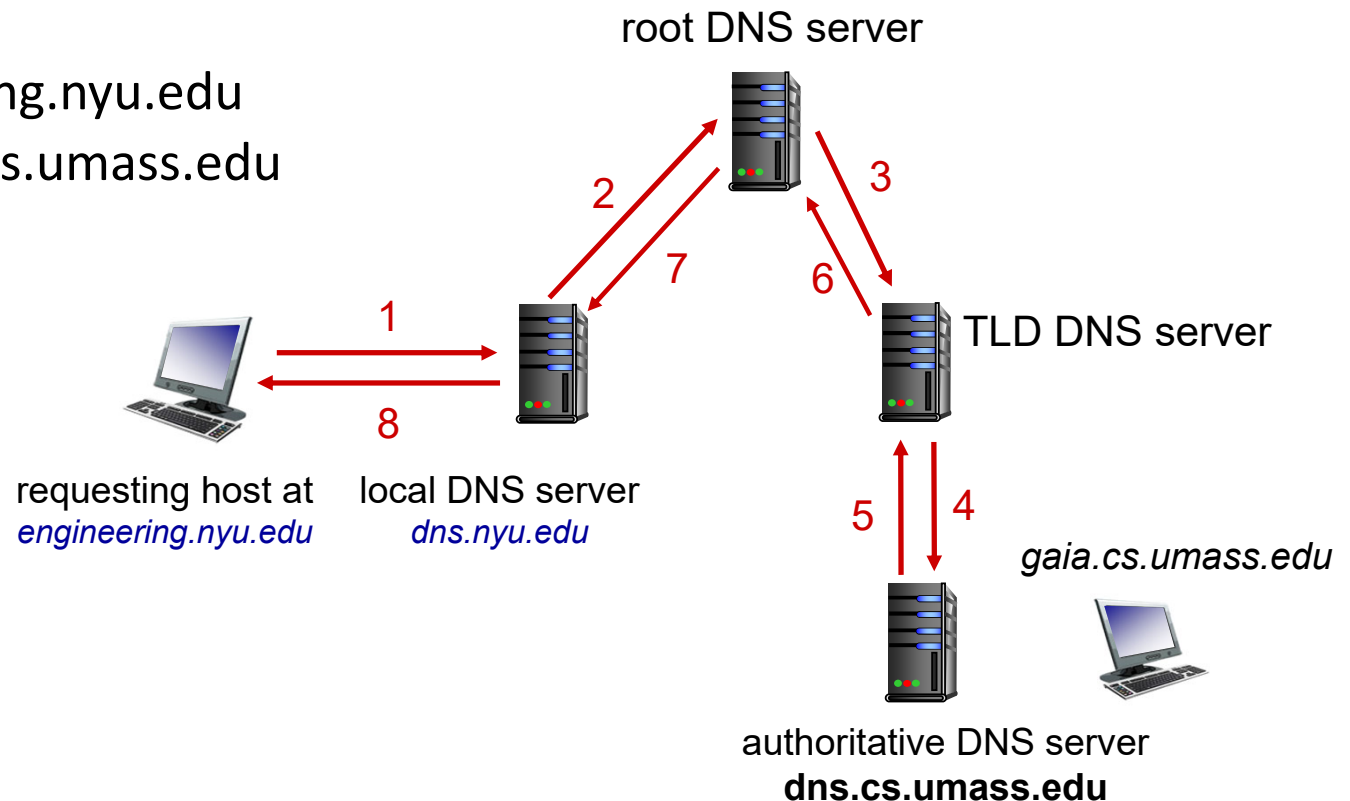 root DNS server
ng.nyu.edu
s.umass.edu
2
3
7
6
1
TLD DNS server
8
requesting host at
engineering.nyu.edu
local DNS server
dns.nyu.edu
5
4
gaia.cs.umass.edu
authoritative DNS server
dns.cs.umass.edu